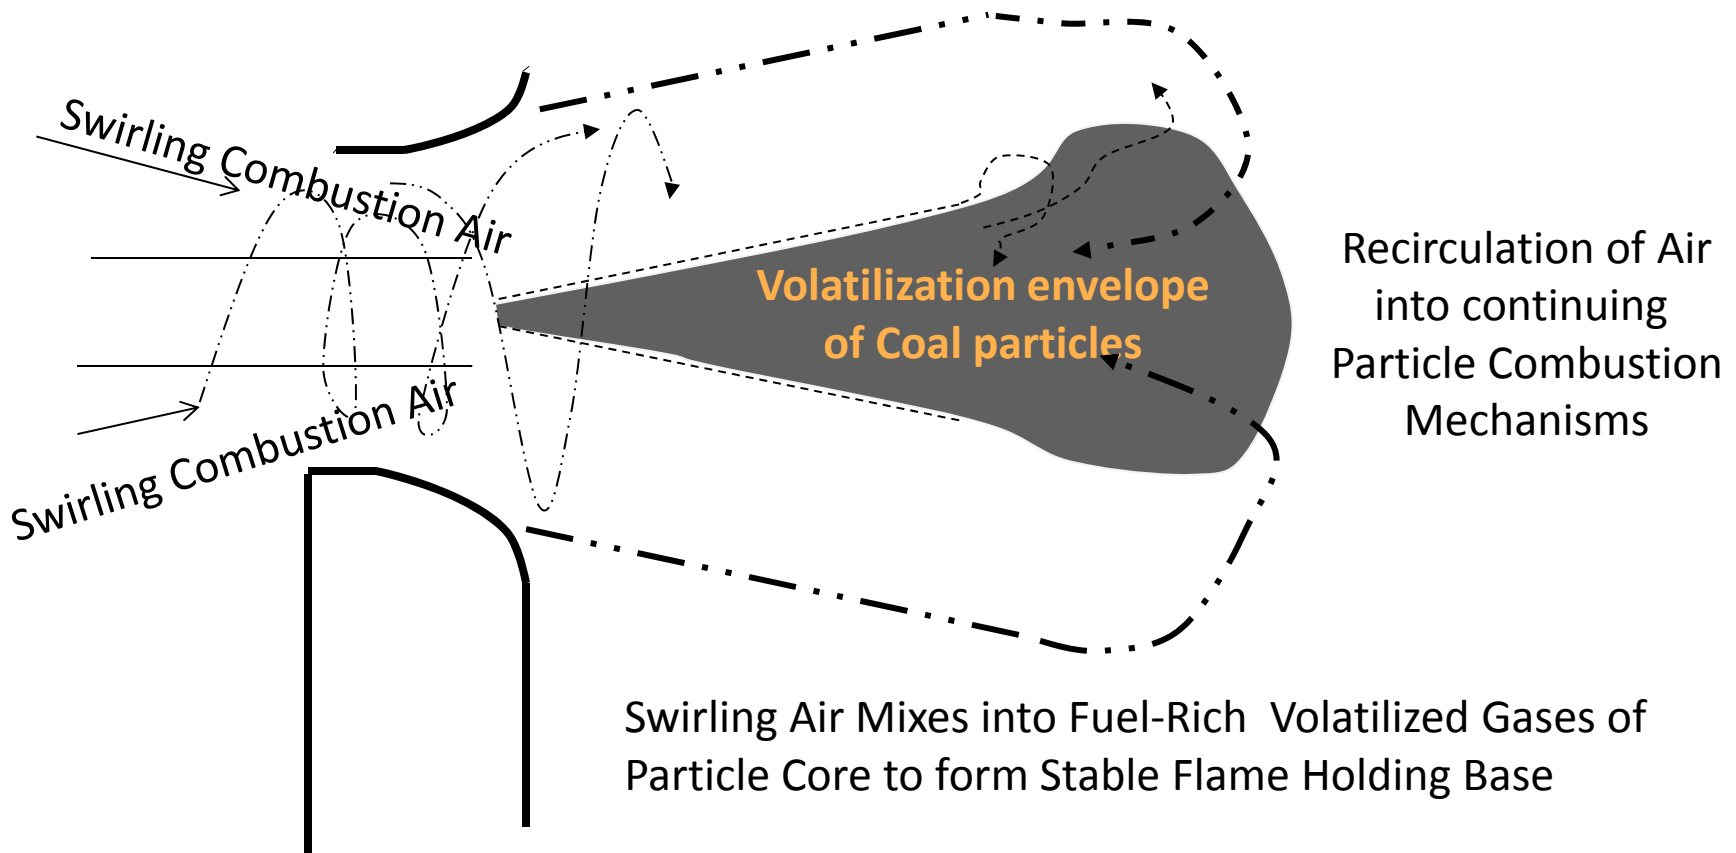 Swirling Combustion Air
Volatilization envelope
of Coal particles
Recirculation of Air
into continuing
Particle Combustion
Mechanisms
Swirling Combustion Air
Swirling Air Mixes into Fuel-Rich  Volatilized Gases of
Particle Core to form Stable Flame Holding Base